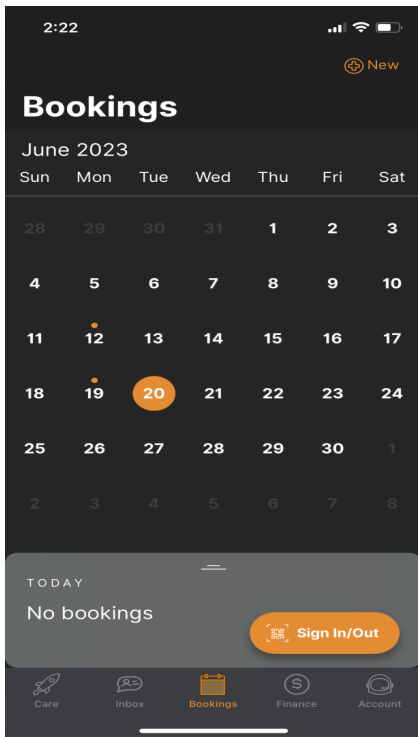 2:22
New
Bookings
June 2023
Sun Mon Tue Wed Thu Fri Sat
28 29 30 31 1 2 3
4 5 6 7 8 9 10
11 12 13 14 15 16 17
18 19 20 21 22 23 24
25 26 27 28 29 30 1
2 3 4 5 6 7 8
TODAY
No bookings
Sign In/Out
Care Inbox Bookings Finance Account